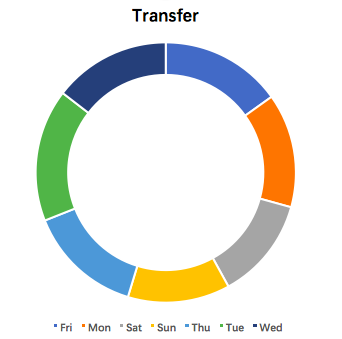 Transfer
Fri Mon Sat Sun Thu Tue Wed